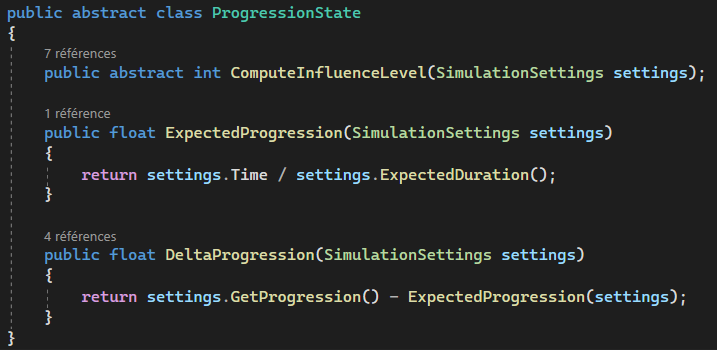 public abstract class ProgressionState
{
7 références
public abstract int ComputeInfluenceLevel(SimulationSettings settings);
1 référence
public float ExpectedProgression(SimulationSettings settings)
{
return settings.Time / settings.ExpectedDuration();
}
4 références
public float DeltaProgression(SimulationSettings settings)
{
return settings.GetProgression() - ExpectedProgression(settings);
}
}